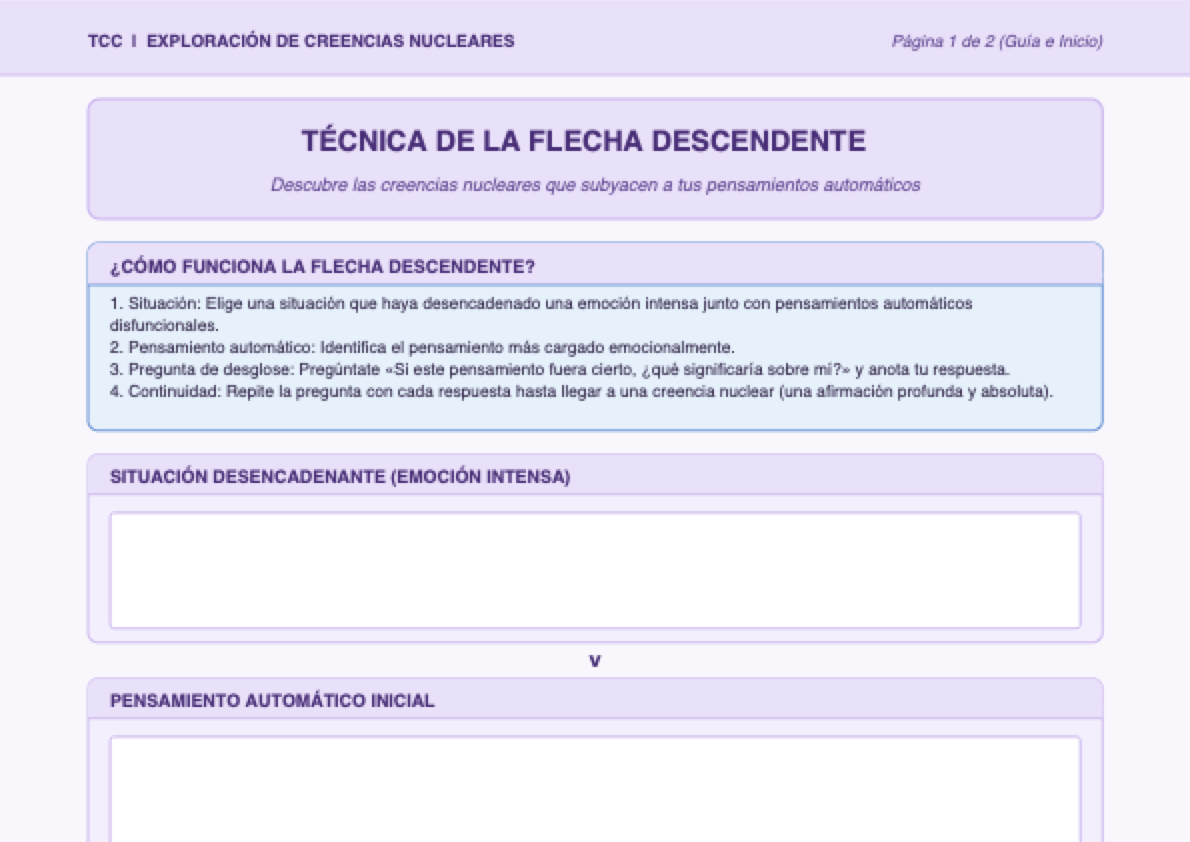 TCC | EXPLORACIÓN DE CREENCIAS NUCLEARES
Página 1 de 2 (Guía e Inicio)
TÉCNICA DE LA FLECHA DESCENDENTE
Descubre las creencias nucleares que subyacen a tus pensamientos automáticos
¿CÓMO FUNCIONA LA FLECHA DESCENDENTE?
1. Situación: Elige una situación que haya desencadenado una emoción intensa junto con pensamientos automáticos
disfuncionales.
2. Pensamiento automático: Identifica el pensamiento más cargado emocionalmente.
3. Pregunta de desglose: Pregúntate «Si este pensamiento fuera cierto, ¿qué significaría sobre mí?» y anota tu respuesta.
4. Continuidad: Repite la pregunta con cada respuesta hasta llegar a una creencia nuclear (una afirmación profunda y absoluta).
SITUACIÓN DESENCADENANTE (EMOCIÓN INTENSA)
v
PENSAMIENTO AUTOMÁTICO INICIAL